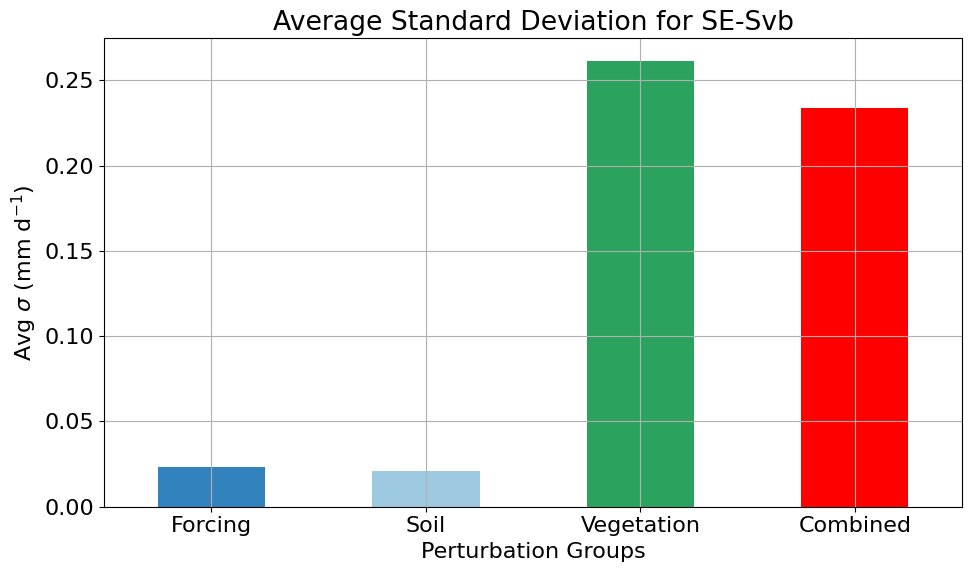 Average Standard Deviation for SE-Svb
Avg σ (mm d⁻¹)
0.25
0.20
0.15
0.10
0.05
0.00
Forcing Soil Vegetation Combined
Perturbation Groups